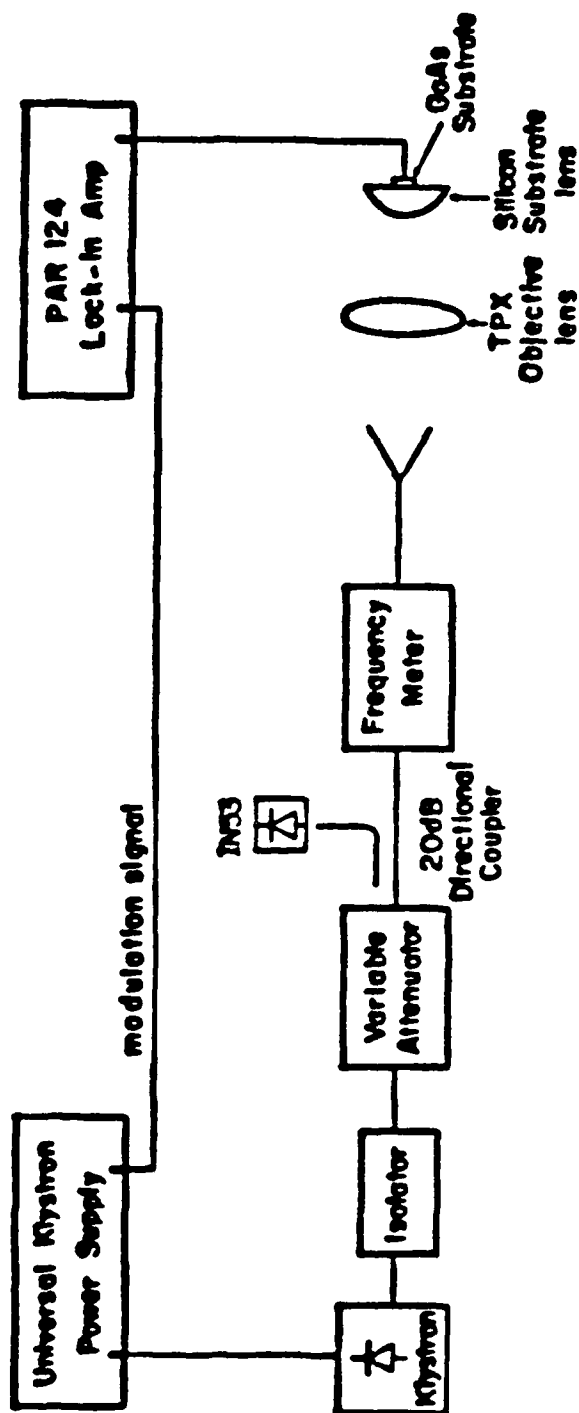 Universal Klystron
Power Supply
modulation signal
PAR 124
Lock-in Amp
Klystron
Isolator
Variable
Attenuator
IN53
20dB
Directional
Coupler
Frequency
Meter
TPX
Objective
lens
Silicon
Substrate
lens
GaAs
Substrate